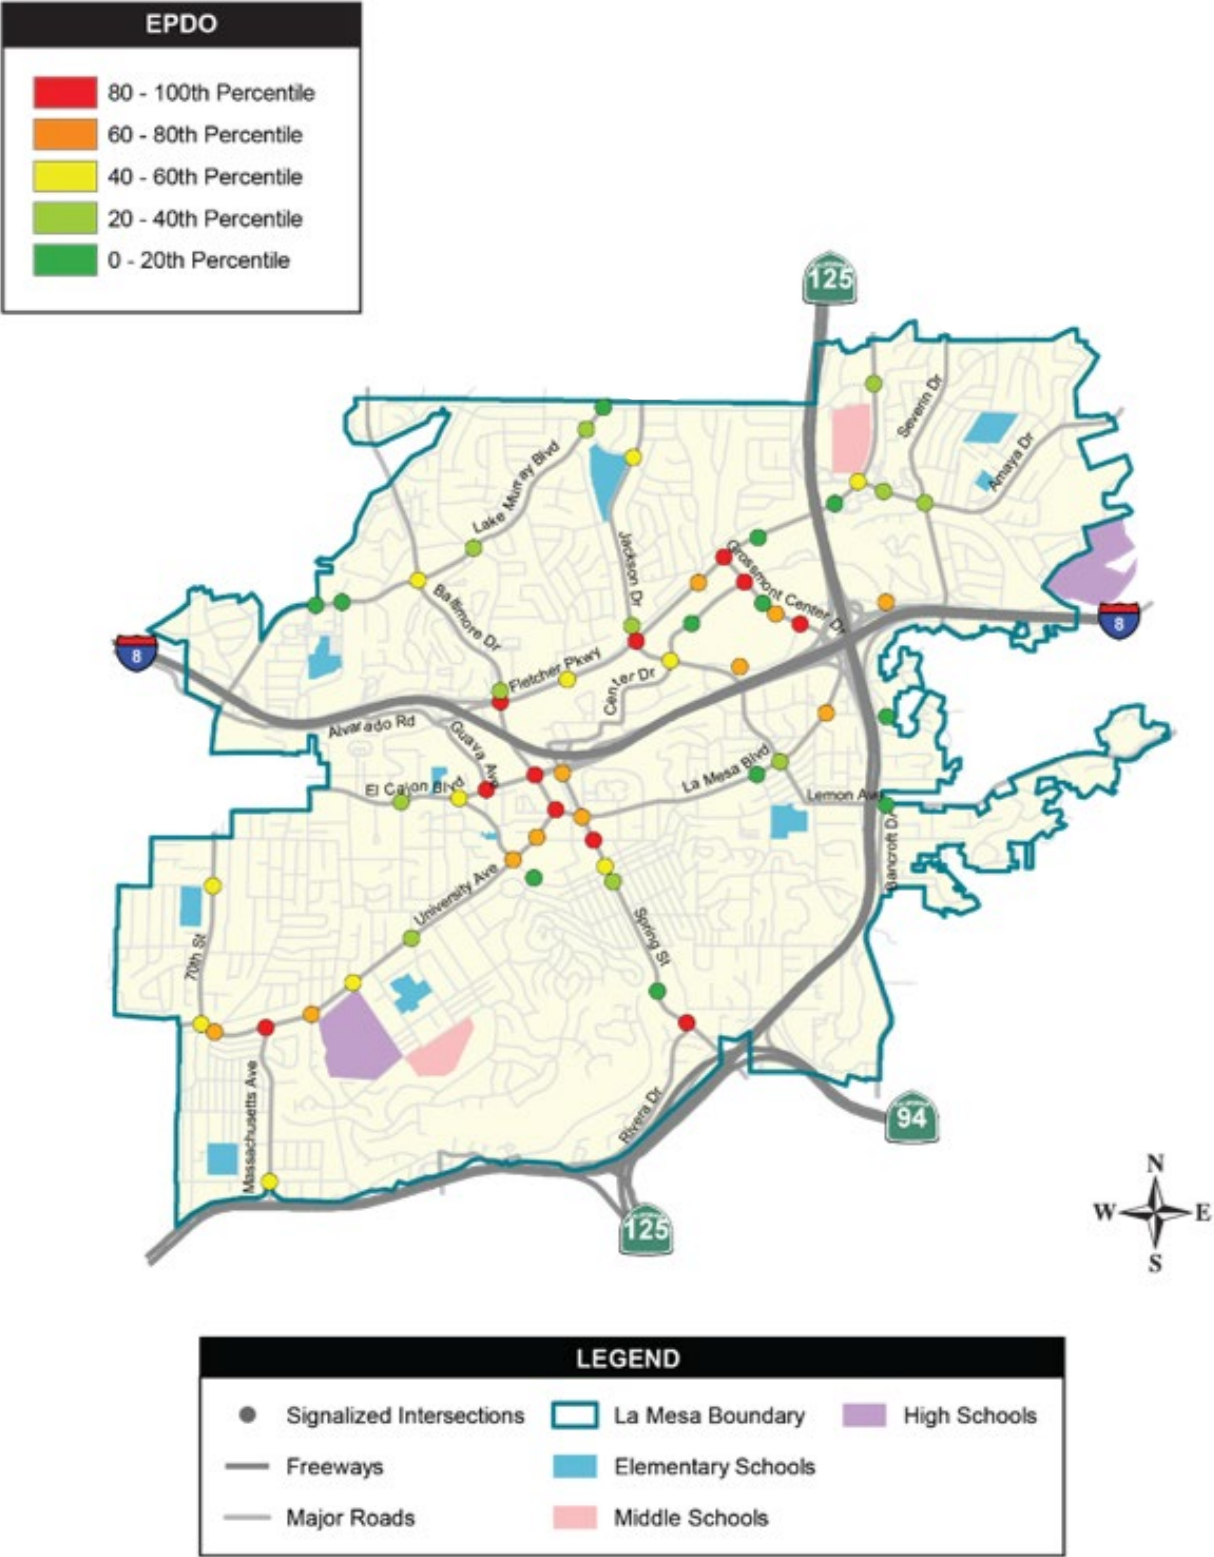 EPDO
80 - 100th Percentile
60 - 80th Percentile
40 - 60th Percentile
20 - 40th Percentile
0 - 20th Percentile
125
Severin Dr
Amaya Dr
Lake Murray Blvd
Jackson Dr
Grossmont Center Dr
Baltimore Dr
8
8
Fletcher Pkwy
Center Dr
Alvarado Rd
Guava Ave
La Mesa Blvd
El Cajon Blvd
Lemon Ave
Bancroft Dr
University Ave
70th St
Spring St
Massachusetts Ave
Rivera Dr
94
125
N
W E
S
LEGEND
Signalized Intersections La Mesa Boundary High Schools
Freeways Elementary Schools
Major Roads Middle Schools